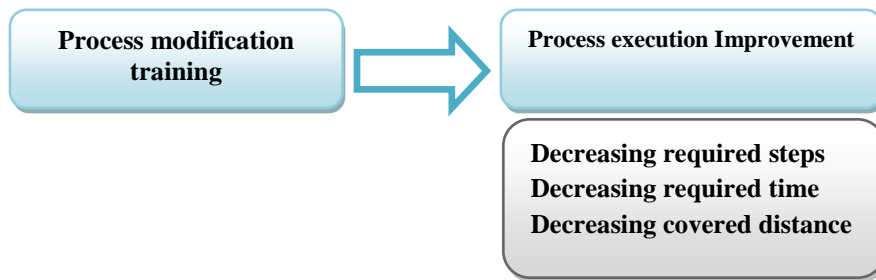 Process modification
training
Process execution Improvement
Decreasing required steps
Decreasing required time
Decreasing covered distance